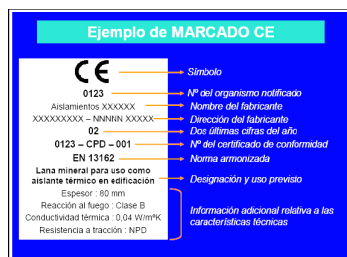 Ejemplo de MARCADO CE
CE
Símbolo
0123
Nº del organismo notificado
Aislamientos XXXXXX
Nombre del fabricante
XXXXXXXXX – NNNNN XXXXX
Dirección del fabricante
02
Dos últimas cifras del año
0123 – CPD – 001
Nº del certificado de conformidad
EN 13162
Norma armonizada
Lana mineral para uso como
aislante térmico en edificación
Designación y uso previsto
Espesor : 80 mm
Reacción al fuego : Clase B
Conductividad térmica : 0,04 W/mºK
Resistencia a tracción : NPD
Información adicional relativa a las
características técnicas